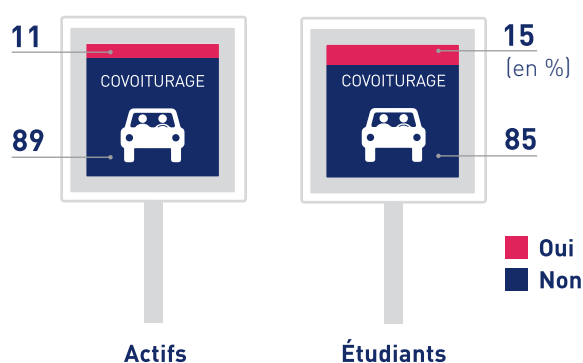 11
89
COVOITURAGE
Actifs
15
(en %)
85
COVOITURAGE
Étudiants
Oui
Non